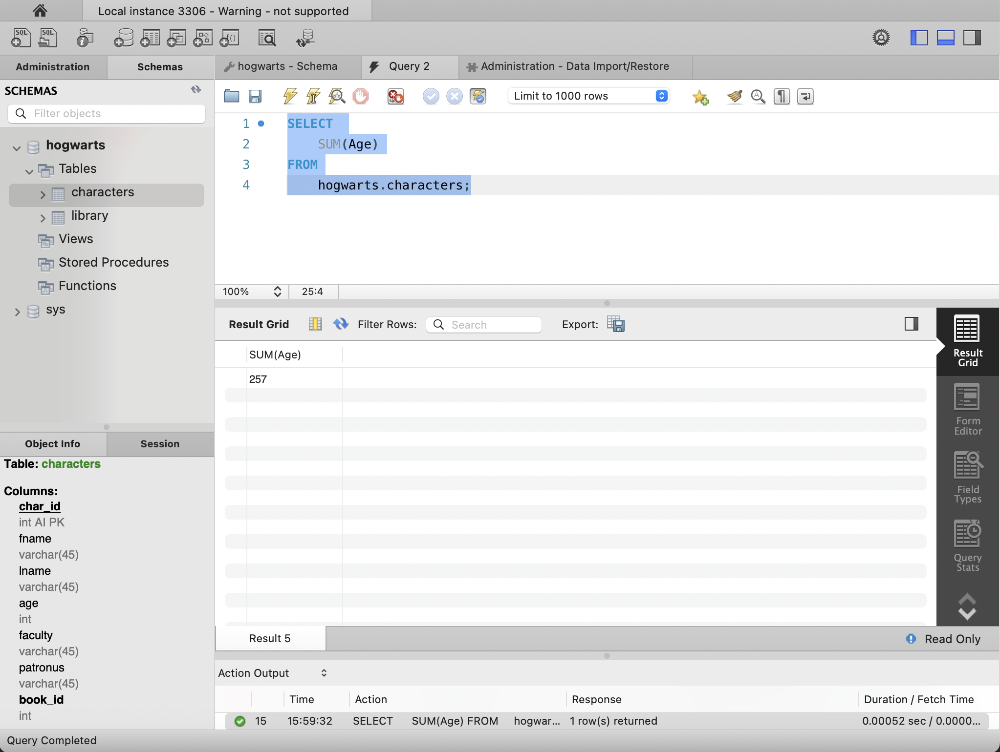 Local instance 3306 - Warning - not supported
SQL SQL
Administration Schemas
hogwarts - Schema Query 2 Administration - Data Import/Restore
SCHEMAS
Filter objects
hogwarts
Tables
characters
library
Views
Stored Procedures
Functions
sys
Limit to 1000 rows
1 SELECT
2 SUM(Age)
3 FROM
4 hogwarts.characters;
100% 25:4
Result Grid Filter Rows: Search Export:
SUM(Age)
257
Result
Grid
Form
Editor
Field
Types
Query
Stats
Result 5 Read Only
Object Info Session
Table: characters
Columns:
char_id
int AI PK
fname
varchar(45)
lname
varchar(45)
age
int
faculty
varchar(45)
patronus
varchar(45)
book_id
int
Action Output
Time Action Response Duration / Fetch Time
15 15:59:32 SELECT SUM(Age) FROM hogwar... 1 row(s) returned 0.00052 sec / 0.0000...
Query Completed